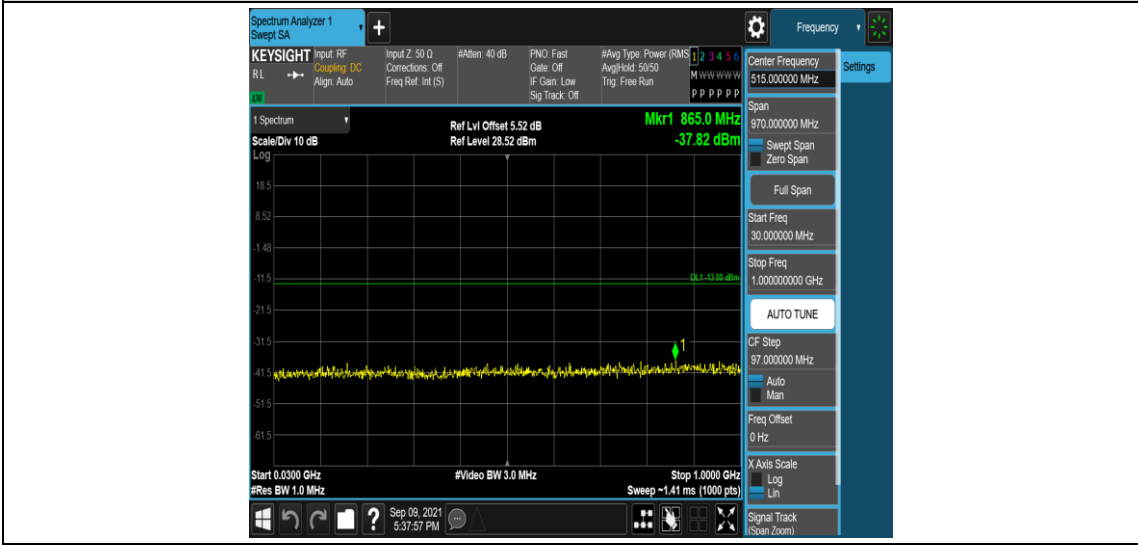 Spectrum Analyzer 1
Swept SA
+
Frequency
KEYSIGHT
RL
LM
Input: RF
Coupling: DC
Align: Auto
Input Z: 50 Ω
Corrections: Off
Freq Ref: Int (S)
#Atten: 40 dB
PNO: Fast
Gate: Off
IF Gain: Low
Sig Track: Off
#Avg Type: Power (RMS
Avg|Hold: 50/50
Trig: Free Run
1 2 3 4 5 6
M W W W W W
P P P P P P
1 Spectrum
Scale/Div 10 dB
Log
Ref Lvl Offset 5.52 dB
Ref Level 28.52 dBm
Mkr1 865.0 MHz
-37.82 dBm
18.5
8.52
-1.48
-11.5
DL1 -13.00 dBm
-21.5
-31.5
1
-41.5
-51.5
-61.5
Start 0.0300 GHz
#Res BW 1.0 MHz
#Video BW 3.0 MHz
Stop 1.0000 GHz
Sweep ~1.41 ms (1000 pts)
?
Sep 09, 2021
5:37:57 PM
Center Frequency
515.000000 MHz
Settings
Span
970.000000 MHz
Swept Span
Zero Span
Full Span
Start Freq
30.000000 MHz
Stop Freq
1.000000000 GHz
AUTO TUNE
CF Step
97.000000 MHz
Auto
Man
Freq Offset
0 Hz
X Axis Scale
Log
Lin
Signal Track
(Span Zoom)